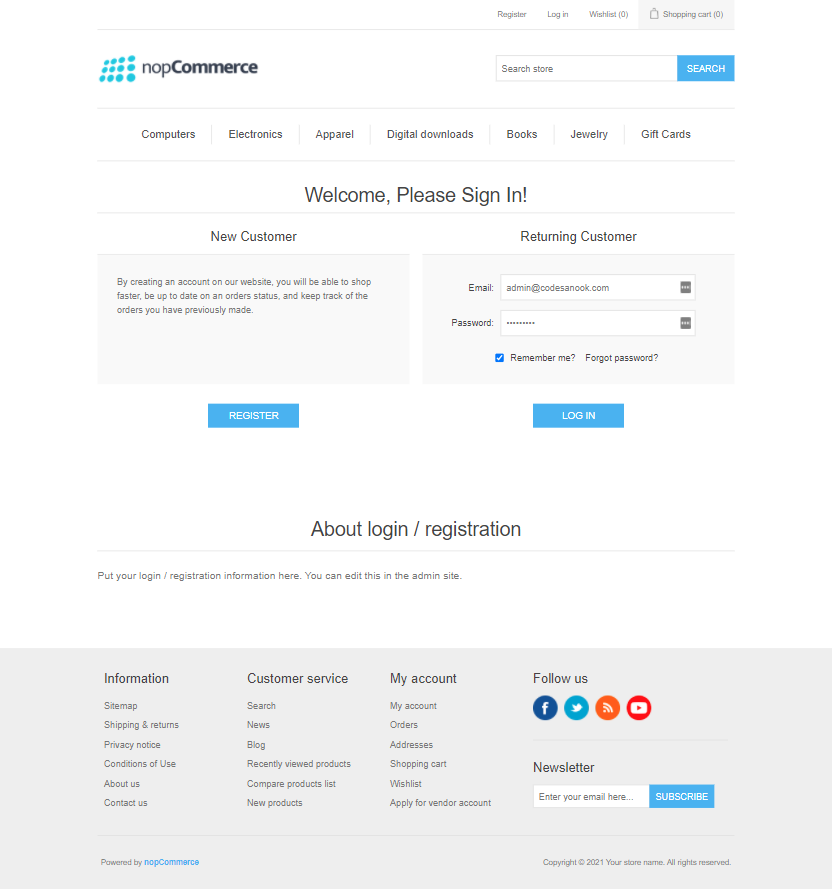 Register Log in Wishlist (0) Shopping cart (0)
nopCommerce
Search store SEARCH
Computers Electronics Apparel Digital downloads Books Jewelry Gift Cards
Welcome, Please Sign In!
New Customer
By creating an account on our website, you will be able to shop
faster, be up to date on an orders status, and keep track of the
orders you have previously made.
REGISTER
Returning Customer
Email: admin@codesanook.com
Password: •••••••••
Remember me? Forgot password?
LOG IN
About login / registration
Put your login / registration information here. You can edit this in the admin site.
Information
Sitemap
Shipping & returns
Privacy notice
Conditions of Use
About us
Contact us
Customer service
Search
News
Blog
Recently viewed products
Compare products list
New products
My account
My account
Orders
Addresses
Shopping cart
Wishlist
Apply for vendor account
Follow us
Newsletter
Enter your email here... SUBSCRIBE
Powered by nopCommerce
Copyright © 2021 Your store name. All rights reserved.